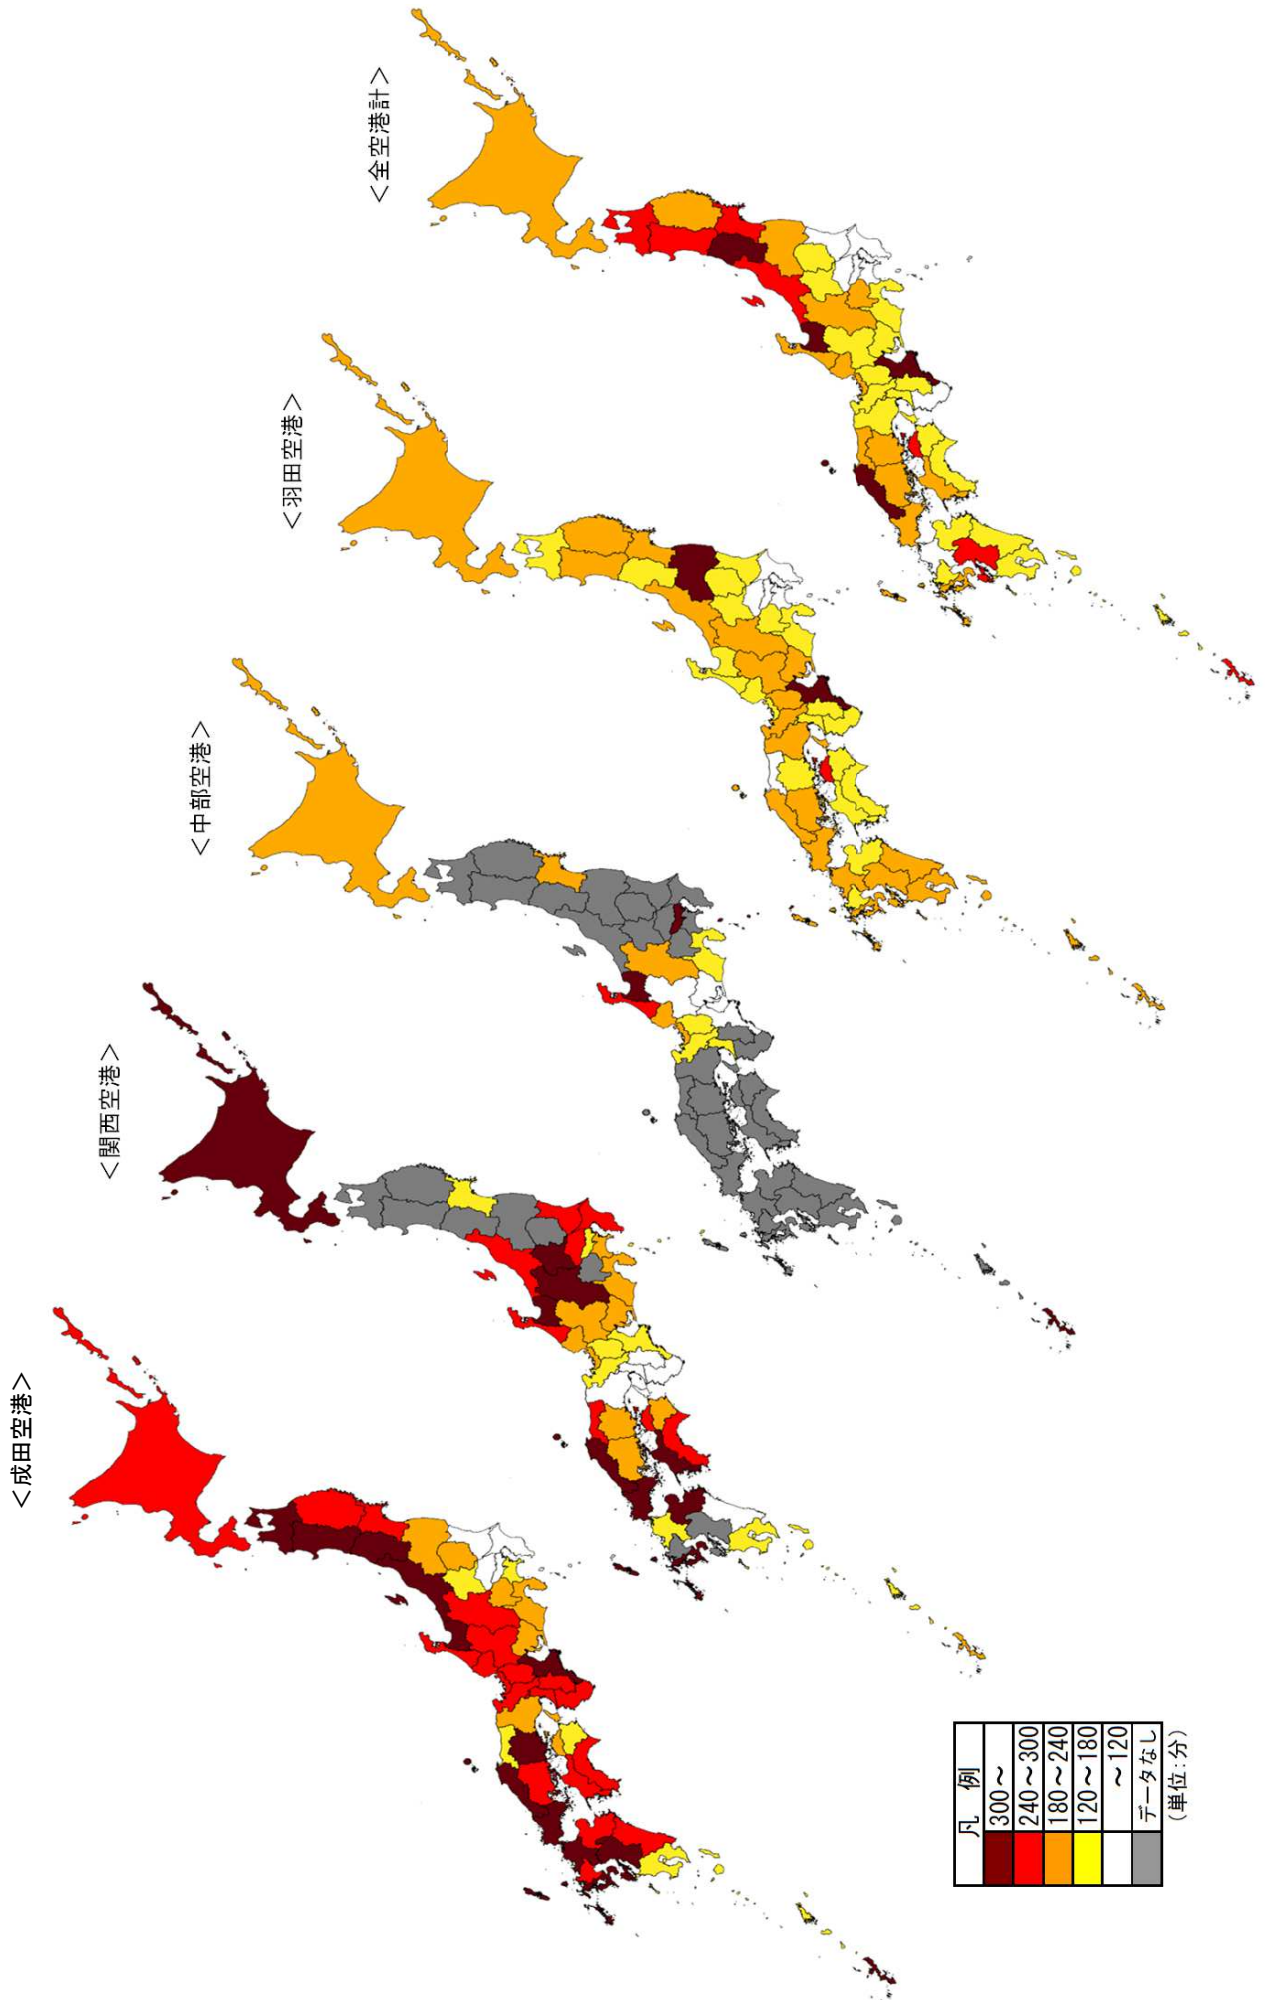 ＜成田空港＞
＜関西空港＞
＜中部空港＞
＜羽田空港＞
＜全空港計＞
凡　例
300～
240～300
180～240
120～180
～120
データなし
(単位:分)